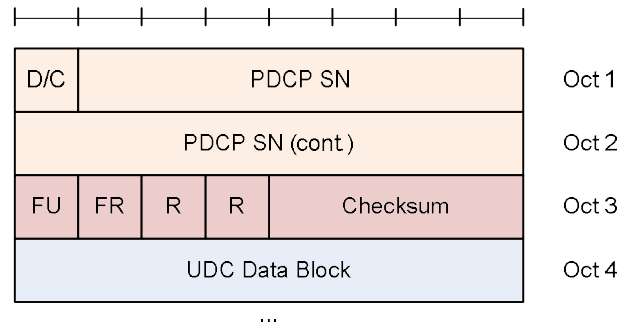 D/C PDCP SN Oct 1
PDCP SN (cont.) Oct 2
FU FR R R Checksum Oct 3
UDC Data Block Oct 4
...